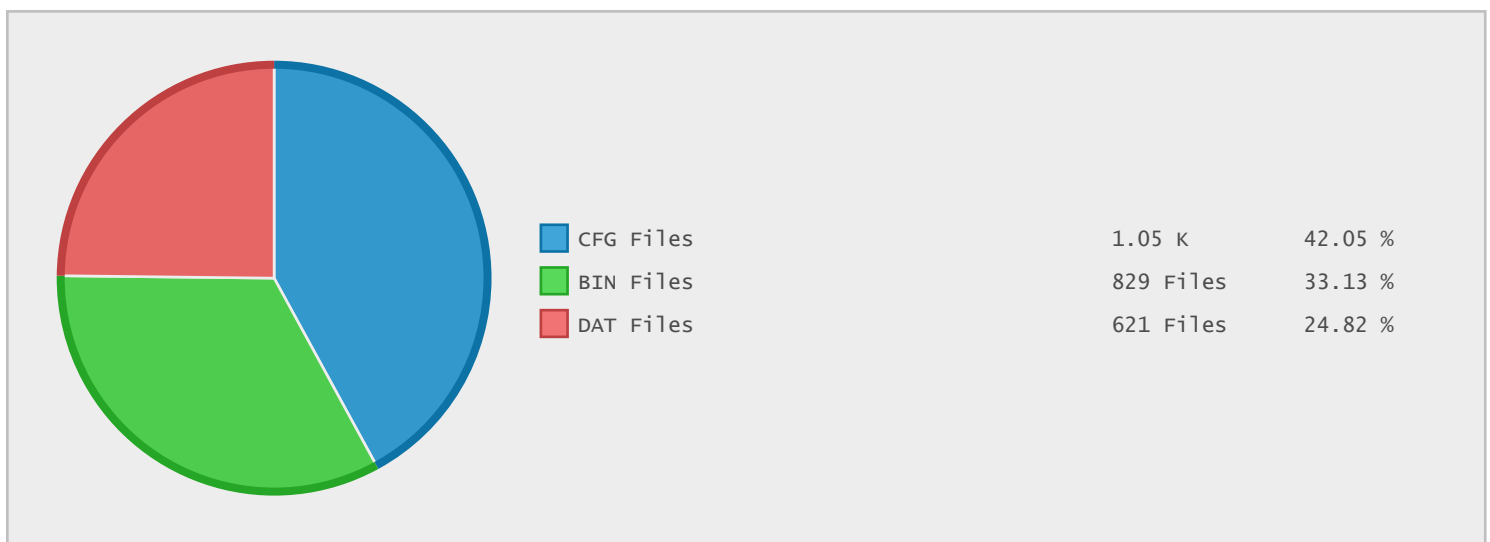 CFG Files 1.05 K 42.05 %
BIN Files 829 Files 33.13 %
DAT Files 621 Files 24.82 %